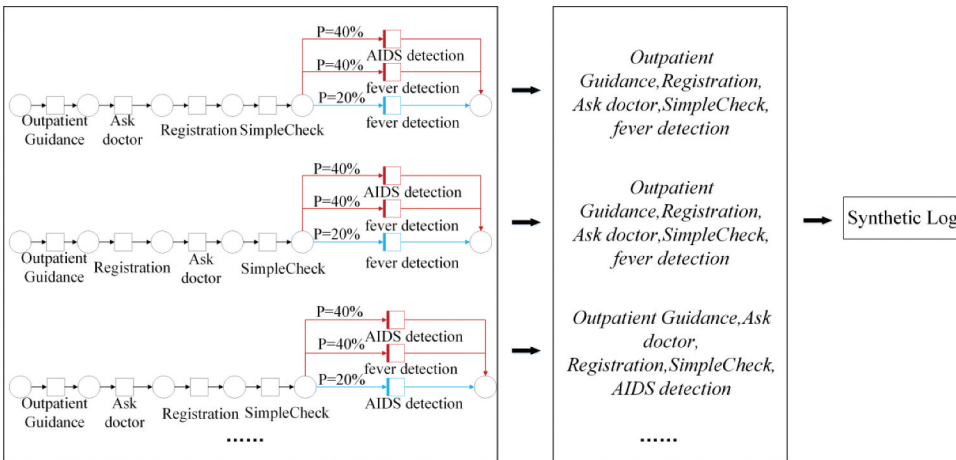 P=40%
AIDS detection
P=40%
fever detection
P=20%
fever detection
Outpatient
Guidance
Ask
doctor
Registration
SimpleCheck
P=40%
AIDS detection
P=40%
fever detection
P=20%
fever detection
Outpatient
Guidance
Registration
Ask
doctor
SimpleCheck
P=40%
AIDS detection
P=40%
fever detection
P=20%
AIDS detection
Outpatient
Guidance
Ask
doctor
Registration
SimpleCheck
......
Outpatient
Guidance,Registration,
Ask doctor,SimpleCheck,
fever detection
Outpatient
Guidance,Registration,
Ask doctor,SimpleCheck,
fever detection
Outpatient Guidance,Ask
doctor,
Registration,SimpleCheck,
AIDS detection
......
Synthetic Log